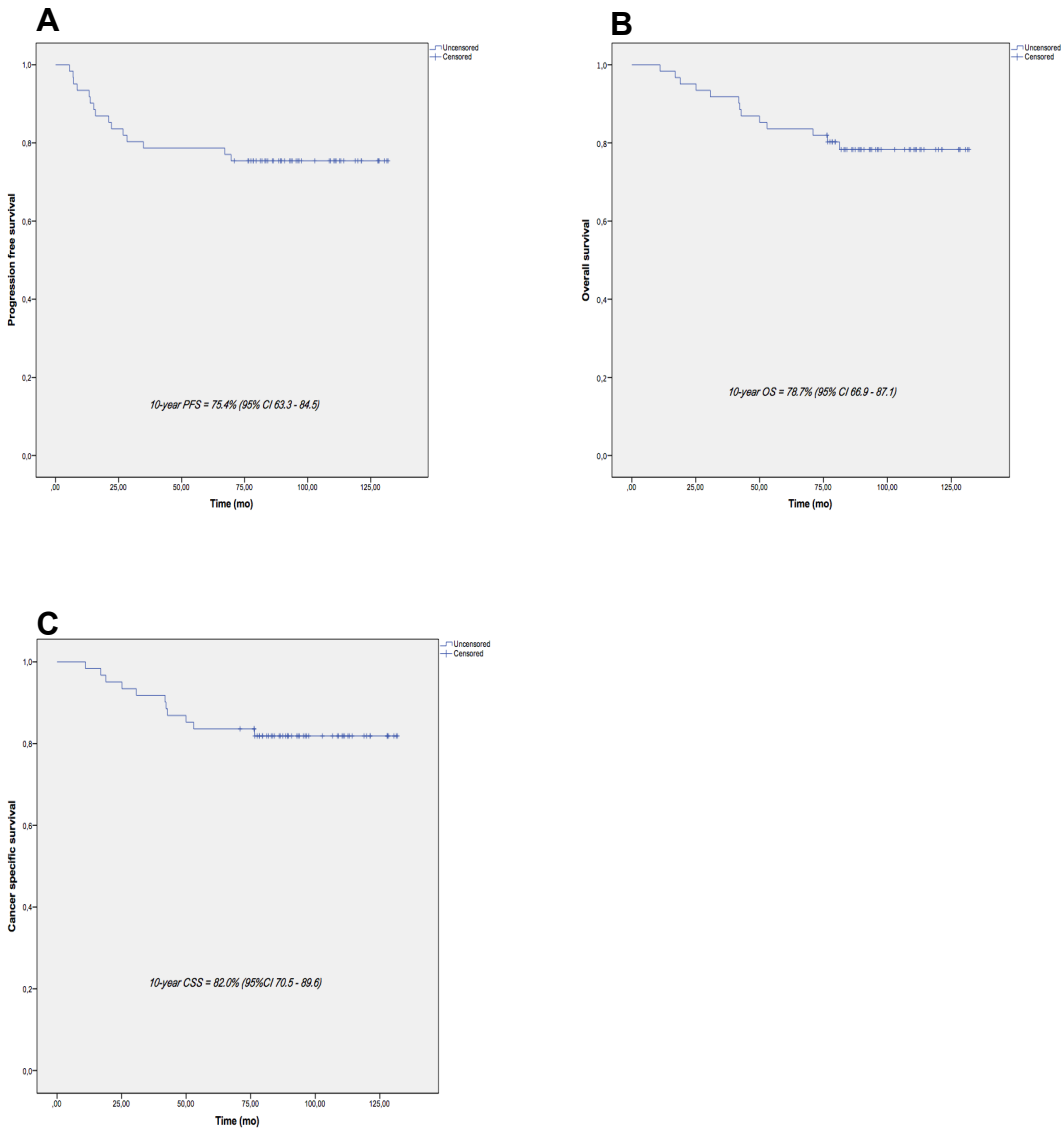 A
Uncensored
Censored
1,0
0,8
0,6
0,4
0,2
0,0
Progression free survival
10-year PFS = 75.4% (95% CI 63.3 - 84.5)
,00 25,00 50,00 75,00 100,00 125,00
Time (mo)
B
Uncensored
Censored
1,0
0,8
0,6
0,4
0,2
0,0
Overall survival
10-year OS = 78.7% (95% CI 66.9 - 87.1)
,00 25,00 50,00 75,00 100,00 125,00
Time (mo)
C
Uncensored
Censored
1,0
0,8
0,6
0,4
0,2
0,0
Cancer specific survival
10-year CSS = 82.0% (95%CI 70.5 - 89.6)
,00 25,00 50,00 75,00 100,00 125,00
Time (mo)